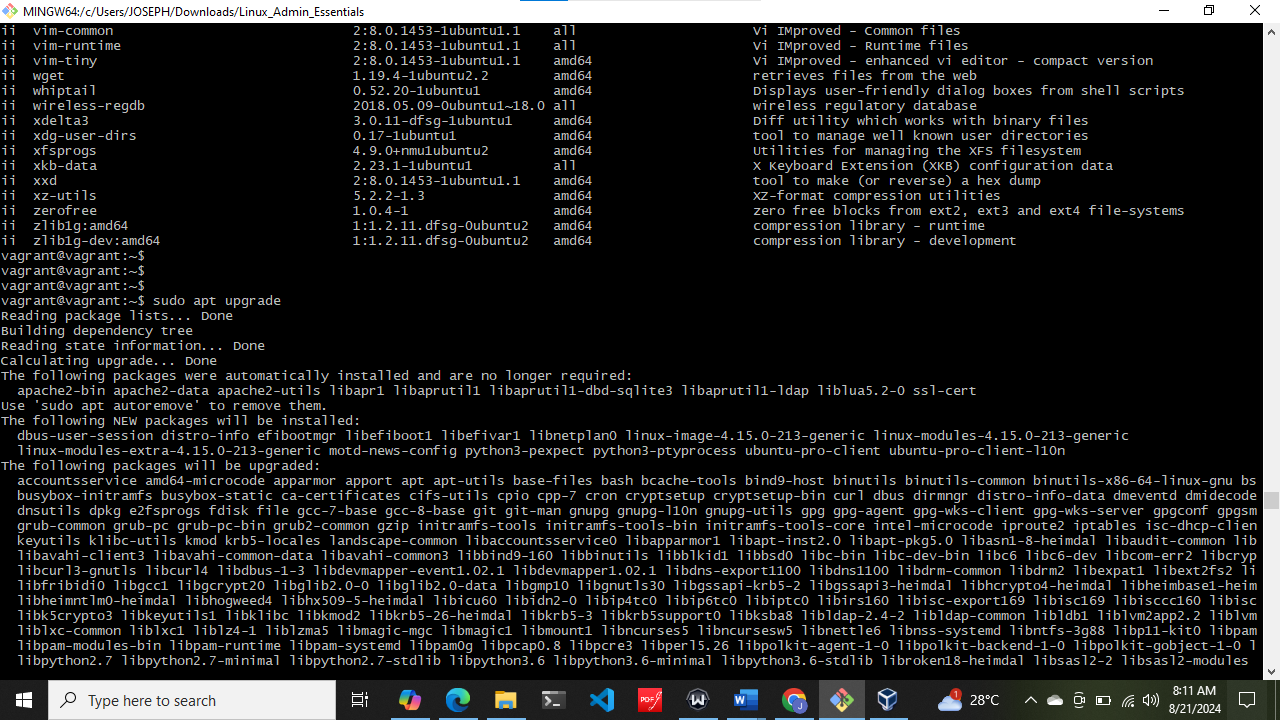 MINGW64:/c/Users/JOSEPH/Downloads/Linux_Admin_Essentials
ii  vim-common                              2:8.0.1453-1ubuntu1.1    all                      Vi IMproved - Common files
ii  vim-runtime                             2:8.0.1453-1ubuntu1.1    all                      Vi IMproved - Runtime files
ii  vim-tiny                                2:8.0.1453-1ubuntu1.1    amd64                    Vi IMproved - enhanced vi editor - compact version
ii  wget                                    1.19.4-1ubuntu2.2        amd64                    retrieves files from the web
ii  whiptail                                0.52.20-1ubuntu1         amd64                    Displays user-friendly dialog boxes from shell scripts
ii  wireless-regdb                          2018.05.09-0ubuntu1~18.0 all                      wireless regulatory database
ii  xdelta3                                 3.0.11-dfsg-1ubuntu1     amd64                    Diff utility which works with binary files
ii  xdg-user-dirs                           0.17-1ubuntu1            amd64                    tool to manage well known user directories
ii  xfsprogs                                4.9.0+nmu1ubuntu2        amd64                    Utilities for managing the XFS filesystem
ii  xkb-data                                2.23.1-1ubuntu1          all                      X Keyboard Extension (XKB) configuration data
ii  xxd                                     2:8.0.1453-1ubuntu1.1    amd64                    tool to make (or reverse) a hex dump
ii  xz-utils                                5.2.2-1.3                amd64                    XZ-format compression utilities
ii  zerofree                                1.0.4-1                  amd64                    zero free blocks from ext2, ext3 and ext4 file-systems
ii  zlib1g:amd64                            1:1.2.11.dfsg-0ubuntu2   amd64                    compression library - runtime
ii  zlib1g-dev:amd64                        1:1.2.11.dfsg-0ubuntu2   amd64                    compression library - development
vagrant@vagrant:~$
vagrant@vagrant:~$
vagrant@vagrant:~$
vagrant@vagrant:~$ sudo apt upgrade
Reading package lists... Done
Building dependency tree
Reading state information... Done
Calculating upgrade... Done
The following packages were automatically installed and are no longer required:
  apache2-bin apache2-data apache2-utils libapr1 libaprutil1 libaprutil1-dbd-sqlite3 libaprutil1-ldap liblua5.2-0 ssl-cert
Use 'sudo apt autoremove' to remove them.
The following NEW packages will be installed:
  dbus-user-session distro-info efibootmgr libefiboot1 libefivar1 libnetplan0 linux-image-4.15.0-213-generic linux-modules-4.15.0-213-generic
  linux-modules-extra-4.15.0-213-generic motd-news-config python3-pexpect python3-ptyprocess ubuntu-pro-client ubuntu-pro-client-l10n
The following packages will be upgraded:
  accountsservice amd64-microcode apparmor apport apt apt-utils base-files bash bcache-tools bind9-host binutils binutils-common binutils-x86-64-linux-gnu bs
  busybox-initramfs busybox-static ca-certificates cifs-utils cpio cpp-7 cron cryptsetup cryptsetup-bin curl dbus dirmngr distro-info-data dmeventd dmidecode
  dnsutils dpkg e2fsprogs fdisk file gcc-7-base gcc-8-base git git-man gnupg gnupg-l10n gnupg-utils gpg gpg-agent gpg-wks-client gpg-wks-server gpgconf gpgsm
  grub-common grub-pc grub-pc-bin grub2-common gzip initramfs-tools initramfs-tools-bin initramfs-tools-core intel-microcode iproute2 iptables isc-dhcp-clien
  keyutils klibc-utils kmod krb5-locales landscape-common libaccountsservice0 libapparmor1 libapt-inst2.0 libapt-pkg5.0 libasn1-8-heimdal libaudit-common lib
  libavahi-client3 libavahi-common-data libavahi-common3 libbind9-160 libbinutils libblkid1 libbsd0 libc-bin libc-dev-bin libc6 libc6-dev libcom-err2 libcryp
  libcurl3-gnutls libcurl4 libdbus-1-3 libdevmapper-event1.02.1 libdevmapper1.02.1 libdns-export1100 libdns1100 libdrm-common libdrm2 libexpat1 libext2fs2 li
  libfribidi0 libgcc1 libgcrypt20 libglib2.0-0 libglib2.0-data libgmp10 libgnutls30 libgssapi-krb5-2 libgssapi3-heimdal libhcrypto4-heimdal libheimbase1-heim
  libheimntlm0-heimdal libhogweed4 libhx509-5-heimdal libicu60 libidn2-0 libip4tc0 libip6tc0 libiptc0 libirs160 libisc-export169 libisc169 libisccc160 libisc
  libk5crypto3 libkeyutils1 libklibc libkmod2 libkrb5-26-heimdal libkrb5-3 libkrb5support0 libksba8 libldap-2.4-2 libldap-common libldb1 liblvm2app2.2 liblvm
  liblxc-common liblxc1 liblz4-1 liblzma5 libmagic-mgc libmagic1 libmount1 libncurses5 libncursesw5 libnettle6 libnss-systemd libntfs-3g88 libp11-kit0 libpam
  libpam-modules-bin libpam-runtime libpam-systemd libpam0g libpcap0.8 libpcre3 libperl5.26 libpolkit-agent-1-0 libpolkit-backend-1-0 libpolkit-gobject-1-0 l
  libpython2.7 libpython2.7-minimal libpython2.7-stdlib libpython3.6 libpython3.6-minimal libpython3.6-stdlib libroken18-heimdal libsasl2-2 libsasl2-modules
Type here to search
1
28°C
8:11 AM
8/21/2024